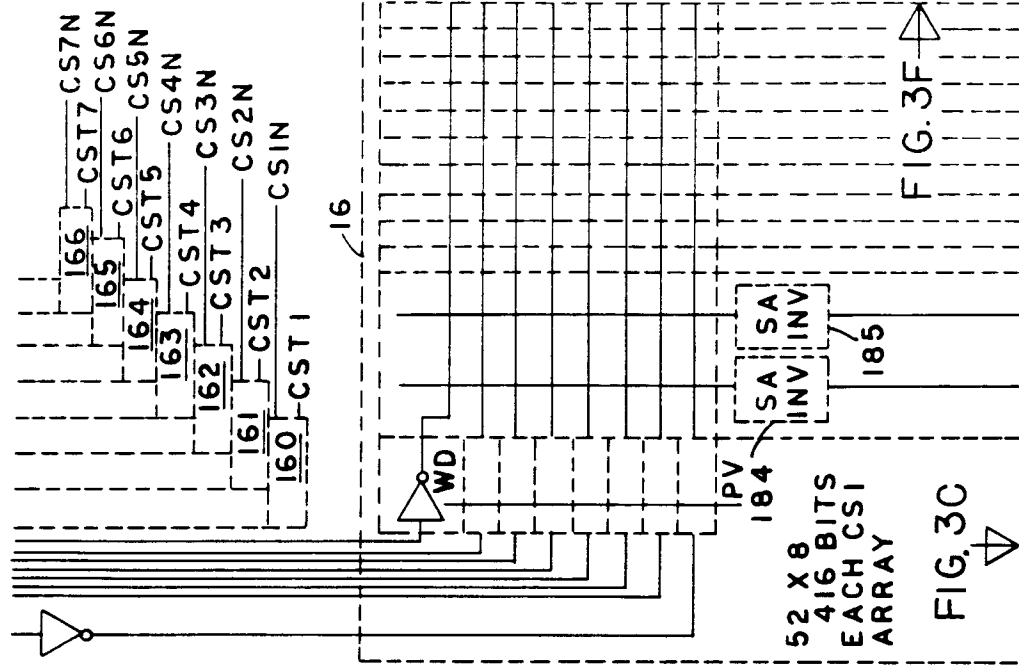 CS7N
166
CST7
CS6N
165
CST6
CS5N
164
CST5
CS4N
163
CST4
CS3N
162
CST3
CS2N
161
CST2
CS1N
160
CST1
16
WD
PV
184
SA
INV
SA
INV
185
52 X 8
416 BITS
EACH CSI
ARRAY
FIG. 3C
FIG. 3F